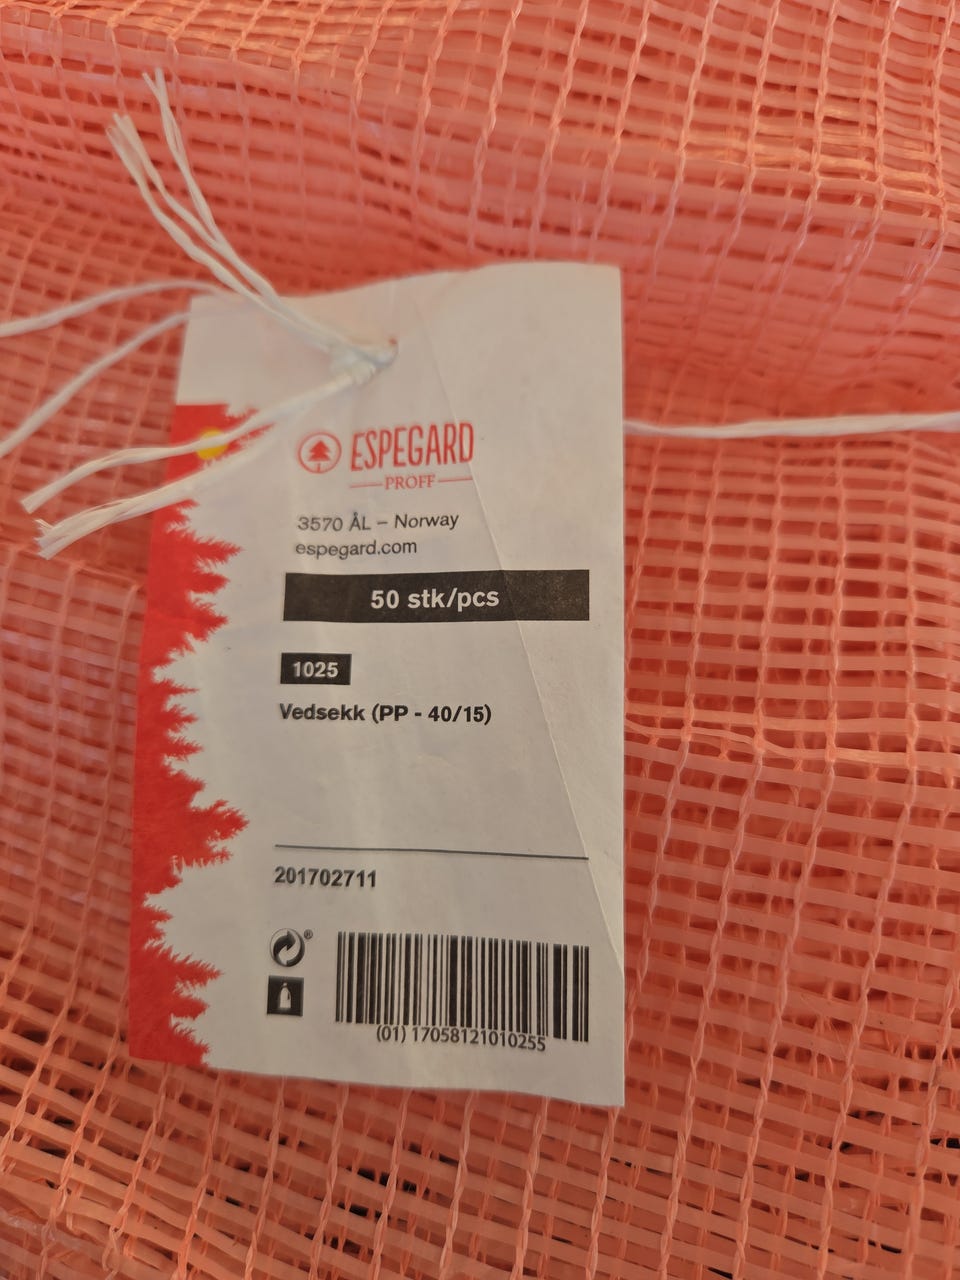 ESPEGARD
PROFF
3570 ÅL – Norway
espegard.com
50 stk/pcs
1025
Vedsekk (PP - 40/15)
201702711
®
(01) 17058121010255